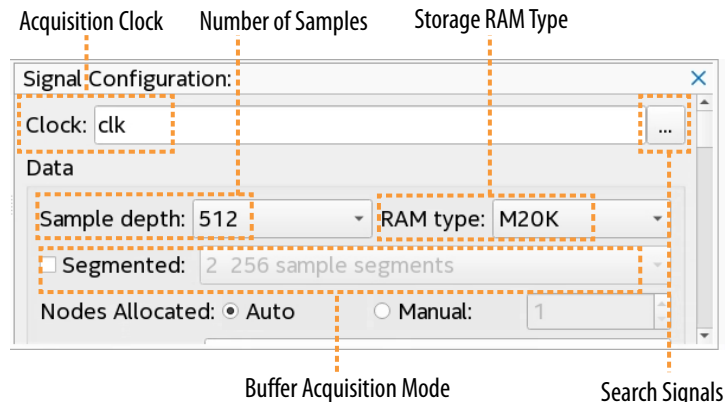 Acquisition Clock Number of Samples Storage RAM Type
Signal Configuration:
Clock: clk ...
Data
Sample depth: 512 RAM type: M20K
Segmented: 2 256 sample segments
Nodes Allocated: Auto Manual: 1
Buffer Acquisition Mode Search Signals